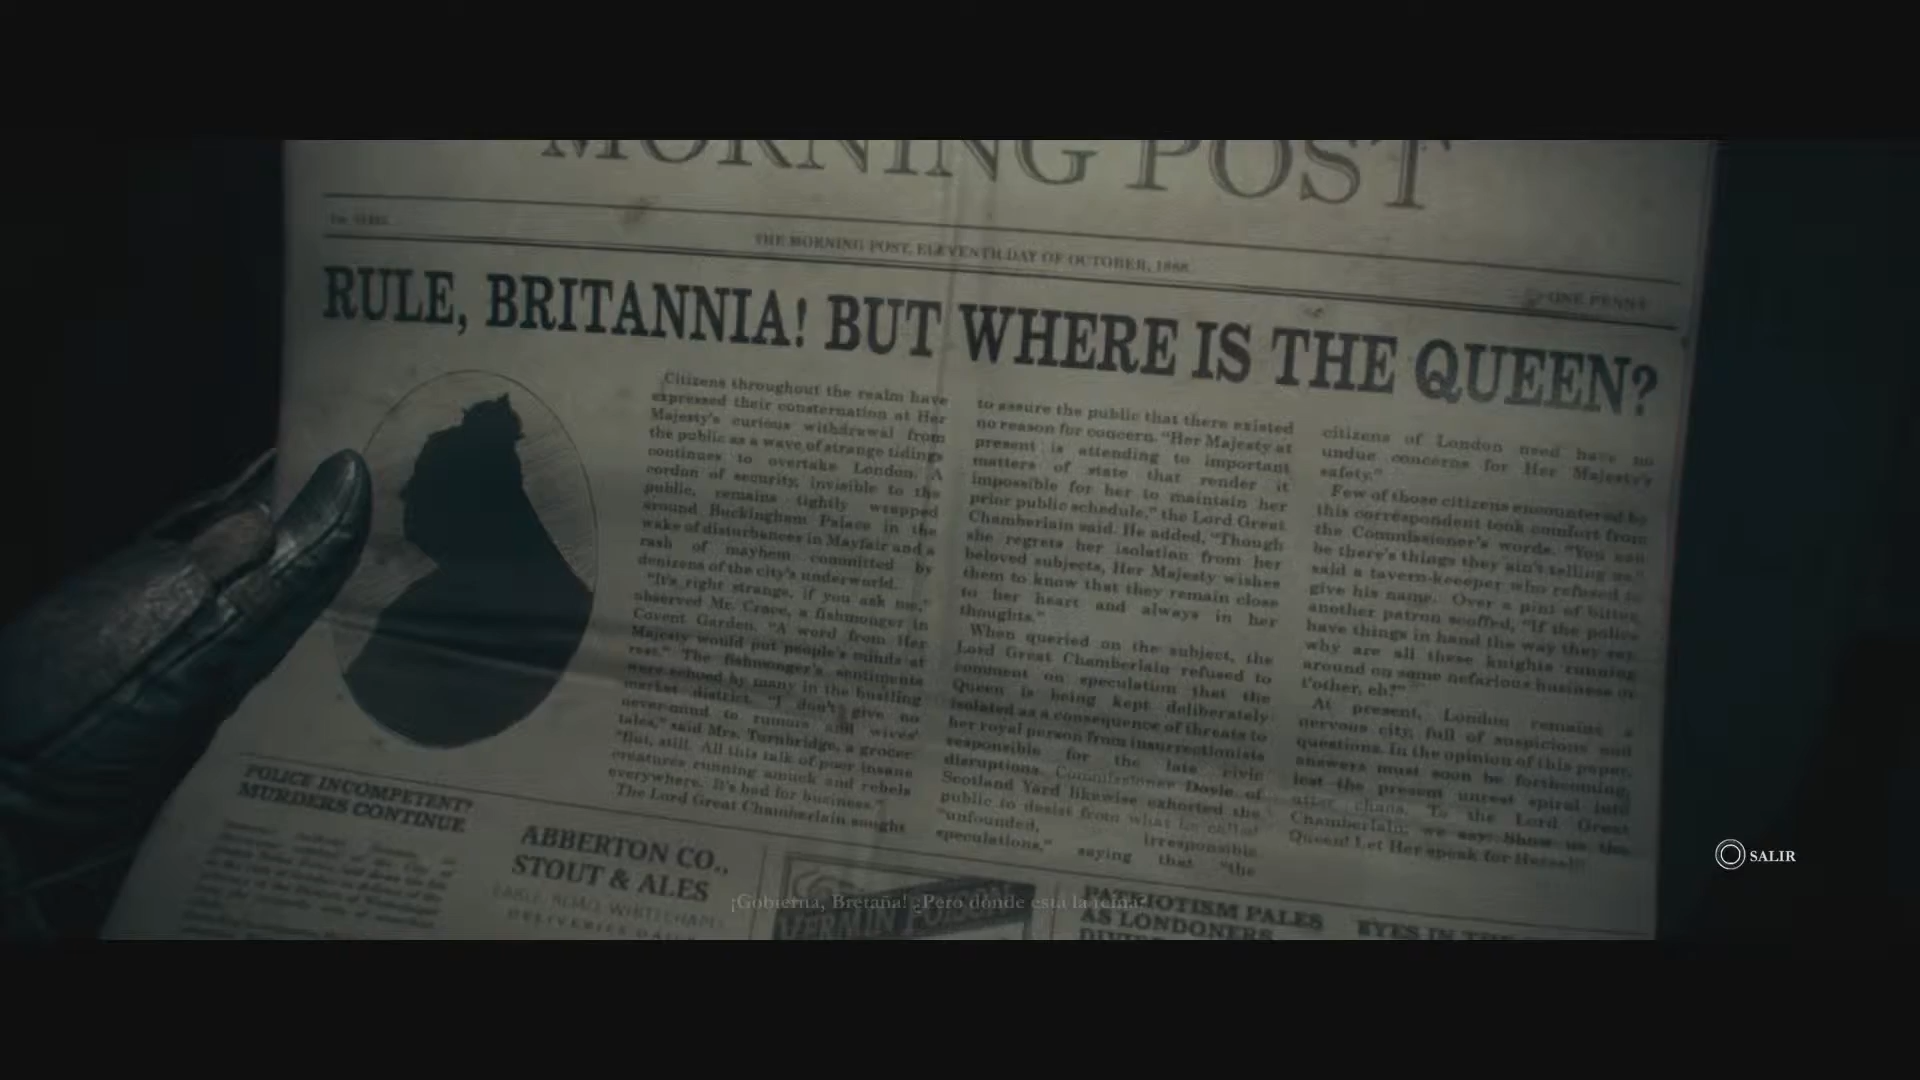 MORNING POST
THE MORNING POST, ELEVENTH DAY OF OCTOBER, 1886
ONE PENNY
RULE, BRITANNIA! BUT WHERE IS THE QUEEN?
Citizens throughout the realm have
expressed their consternation at Her
Majesty's curious withdrawal from
the public as a wave of strange tidings
continues to overtake London. A
cordon of security, invisible to the
public, remains tightly wrapped
around Buckingham Palace in the
wake of disturbances in Mayfair and a
rash of mayhem committed by
denizens of the city's underworld.
"It's right strange, if you ask me,"
observed Mr. Grace, a fishmonger in
Covent Garden. "A word from Her
Majesty would put people's minds at
rest." The fishmonger's sentiments
were echoed by many in the bustling
market district. "I don't give no
never-mind to rumors and wives'
tales," said Mrs. Turnbridge, a grocer.
"But, still. All this talk of poor insane
creatures running amuck and rebels
everywhere. It's bad for business."
The Lord Great Chamberlain sought
to assure the public that there existed
no reason for concern. "Her Majesty at
present is attending to important
matters of state that render it
impossible for her to maintain her
prior public schedule," the Lord Great
Chamberlain said. He added, "Though
she regrets her isolation from her
beloved subjects, Her Majesty wishes
them to know that they remain close
to her heart and always in her
thoughts."
When queried on the subject, the
Lord Great Chamberlain refused to
comment on speculation that the
Queen is being kept deliberately
isolated as a consequence of threats to
her royal person from insurrectionists
responsible for the late civic
disruptions. Commissioner Doyle, of
Scotland Yard likewise exhorted the
public to desist from what he called
"unfounded, irresponsible
speculations," saying that "the
citizens of London need have no
undue concerns for Her Majesty's
safety."
Few of those citizens encountered by
this correspondent took comfort from
the Commissioner's words. "You can
be there's things they ain't telling us,"
said a tavern-keeper who refused to
give his name. Over a pint of bitter,
another patron scoffed, "If the police
have things in hand the way they say,
why are all these knights running
around on some nefarious business or
t'other, eh?"
At present, London remains a
nervous city, full of suspicions and
questions. In the opinion of this paper,
answers must soon be forthcoming,
lest the present unrest spiral into
utter chaos. To the Lord Great
Chamberlain, we say: Show us the
Queen! Let Her speak for Herself!
POLICE INCOMPETENT?
MURDERS CONTINUE
ABBERTON CO.,
STOUT & ALES
CABLE ROAD, WHITECHAPEL
DELIVERIES DAILY
VERMIN POISON
PATRIOTISM PALES
AS LONDONERS
EYES IN THE
¡Gobierna, Bretaña! ¿Pero dónde está la reina?
SALIR